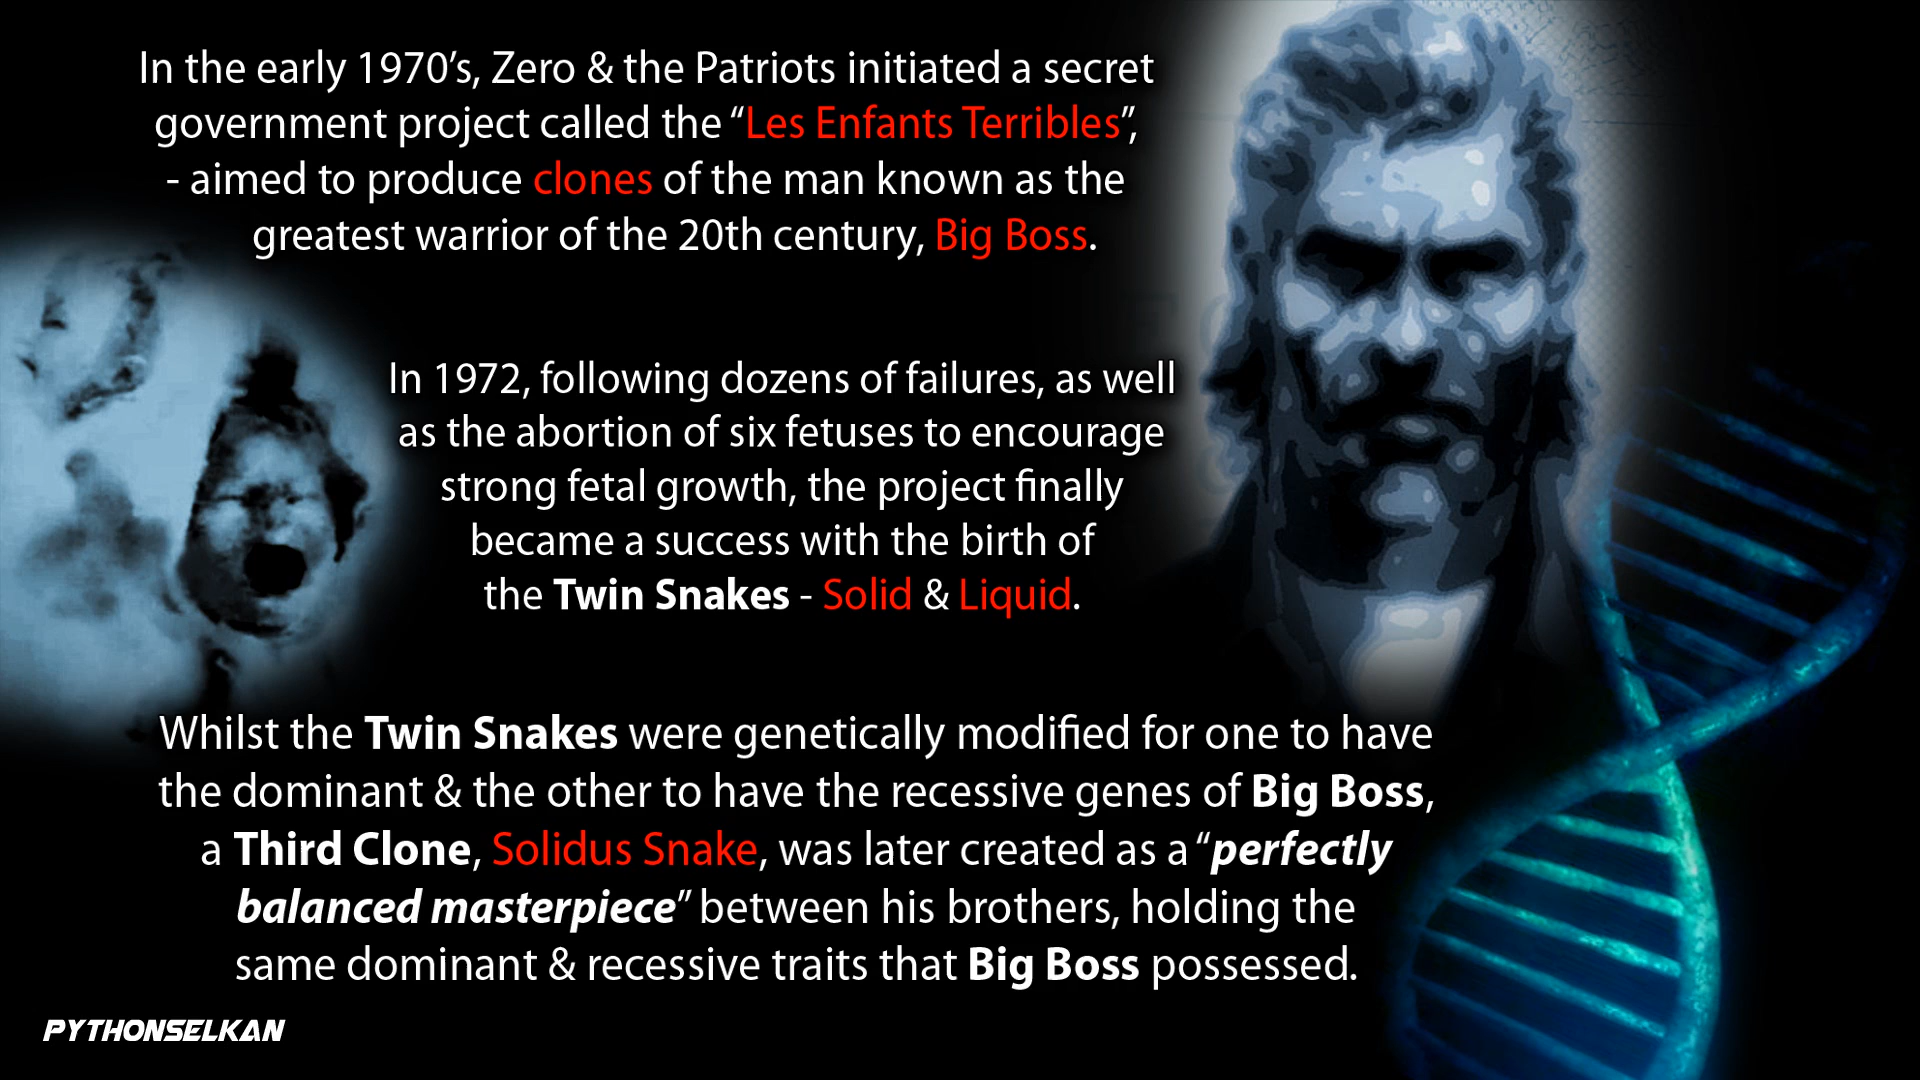 In the early 1970’s, Zero & the Patriots initiated a secret
government project called the “Les Enfants Terribles”,
- aimed to produce clones of the man known as the
greatest warrior of the 20th century, Big Boss.
In 1972, following dozens of failures, as well
as the abortion of six fetuses to encourage
strong fetal growth, the project finally
became a success with the birth of
the Twin Snakes - Solid & Liquid.
Whilst the Twin Snakes were genetically modified for one to have
the dominant & the other to have the recessive genes of Big Boss,
a Third Clone, Solidus Snake, was later created as a “perfectly
balanced masterpiece” between his brothers, holding the
same dominant & recessive traits that Big Boss possessed.
PYTHONSELKAN